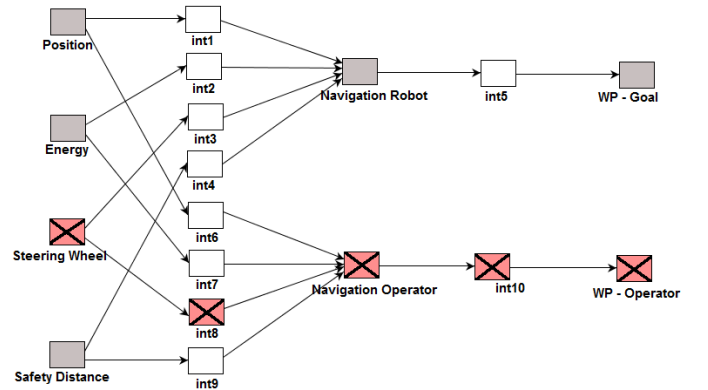 Position
int1
int2
Navigation Robot
int5
WP - Goal
Energy
int3
int4
Steering Wheel
int6
int7
Navigation Operator
int10
WP - Operator
int8
Safety Distance
int9